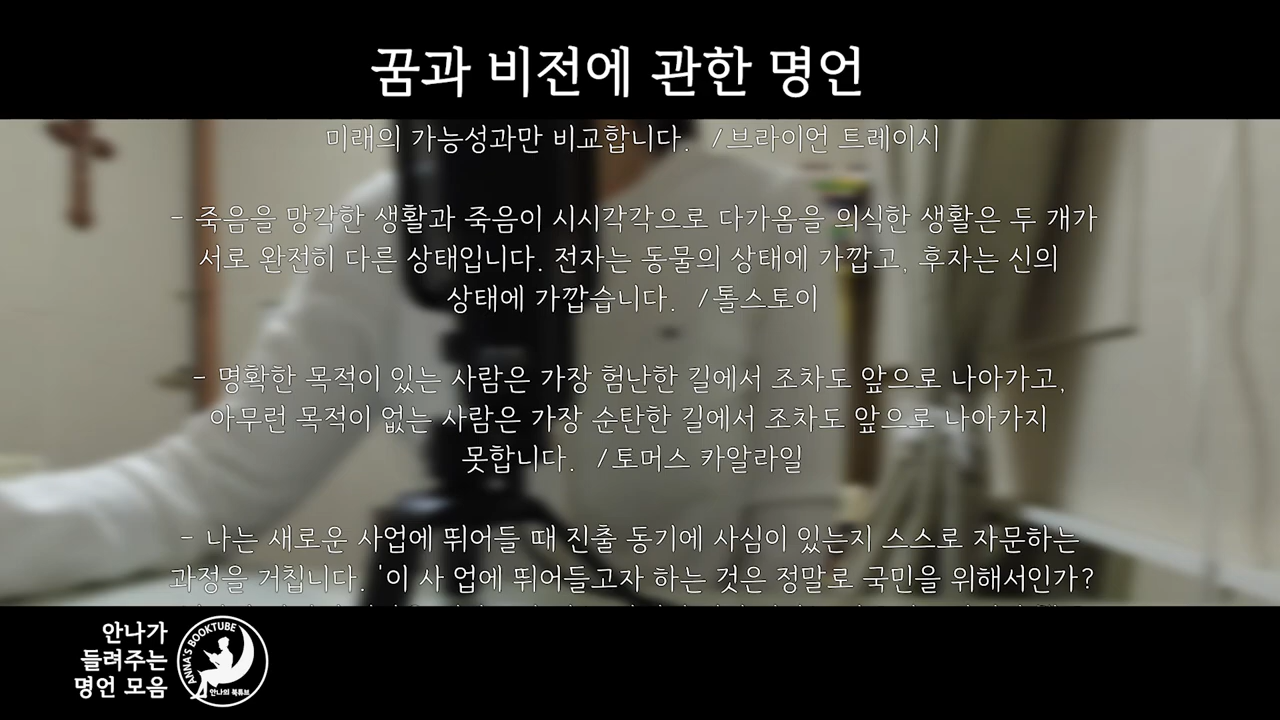 꿈과 비전에 관한 명언
미래의 가능성과만 비교합니다. /브라이언 트레이시
- 죽음을 망각한 생활과 죽음이 시시각각으로 다가옴을 의식한 생활은 두 개가
서로 완전히 다른 상태입니다. 전자는 동물의 상태에 가깝고, 후자는 신의
상태에 가깝습니다. /톨스토이
- 명확한 목적이 있는 사람은 가장 험난한 길에서 조차도 앞으로 나아가고,
아무런 목적이 없는 사람은 가장 순탄한 길에서 조차도 앞으로 나아가지
못합니다. /토머스 카알라일
- 나는 새로운 사업에 뛰어들 때 진출 동기에 사심이 있는지 스스로 자문하는
과정을 거칩니다. '이 사 업에 뛰어들고자 하는 것은 정말로 국민을 위해서인가?
안나가
들려주는
명언 모음
ANNA'S BOOKTUBE
안나의 북튜브